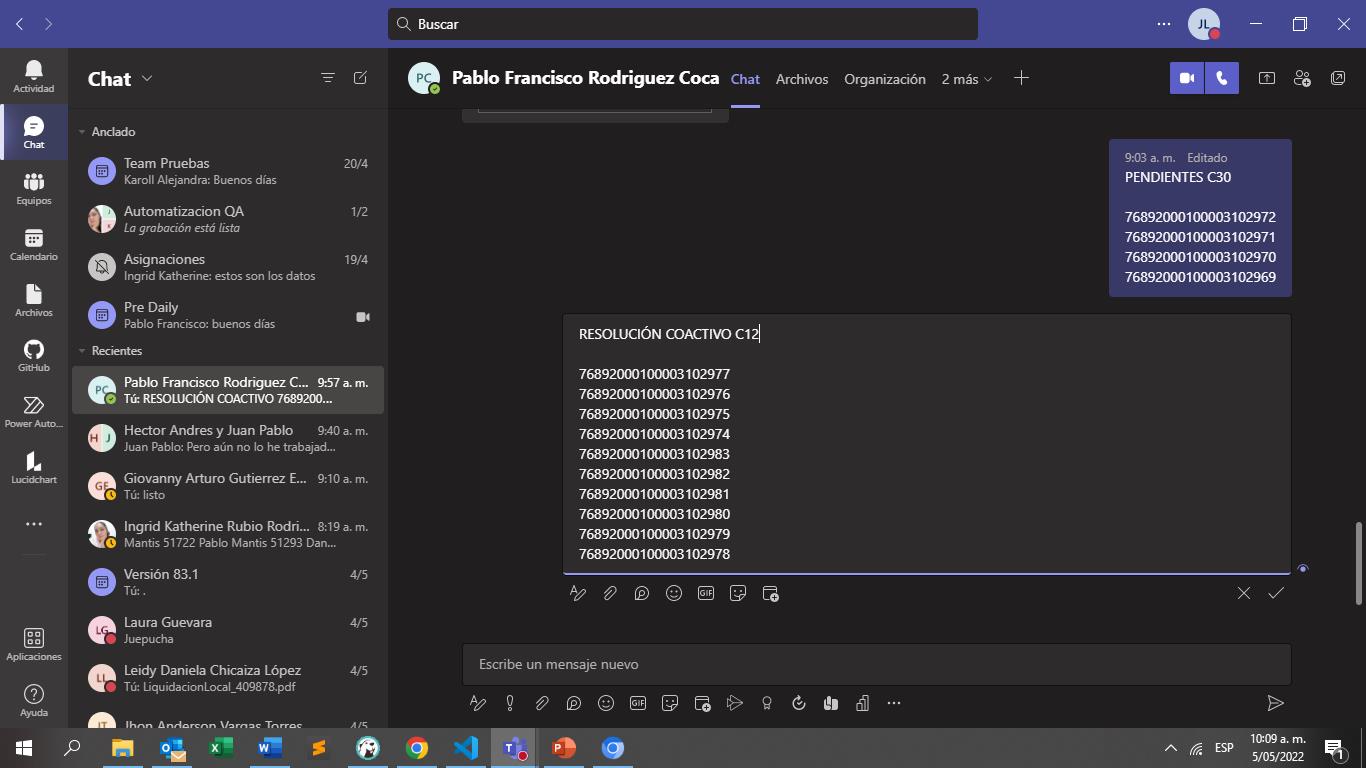 Buscar
JL
Actividad
Chat
Equipos
Calendario
Archivos
GitHub
Power Auto...
Lucidchart
Aplicaciones
Ayuda
Chat
Anclado
Team Pruebas 20/4
Karoll Alejandra: Buenos días
Automatizacion QA 1/2
La grabación está lista
Asignaciones 19/4
Ingrid Katherine: estos son los datos
Pre Daily
Pablo Francisco: buenos días
Recientes
PC Pablo Francisco Rodriguez C... 9:57 a. m.
Tú: RESOLUCIÓN COACTIVO 7689200...
H J Hector Andres y Juan Pablo 9:40 a. m.
Juan Pablo: Pero aún no lo he trabajad...
GE Giovanny Arturo Gutierrez E... 9:10 a. m.
Tú: listo
Ingrid Katherine Rubio Rodri... 8:19 a. m.
Mantis 51722 Pablo Mantis 51293 Dan...
Versión 83.1 4/5
Tú: .
LG Laura Guevara 4/5
Juepucha
LL Leidy Daniela Chicaiza López 4/5
Tú: LiquidacionLocal_409878.pdf
JT Jhon Anderson Vargas Torres 4/5
PC Pablo Francisco Rodriguez Coca Chat Archivos Organización 2 más
9:03 a. m. Editado
PENDIENTES C30
76892000100003102972
76892000100003102971
76892000100003102970
76892000100003102969
RESOLUCIÓN COACTIVO C12
76892000100003102977
76892000100003102976
76892000100003102975
76892000100003102974
76892000100003102983
76892000100003102982
76892000100003102981
76892000100003102980
76892000100003102979
76892000100003102978
GIF
Escribe un mensaje nuevo
GIF
ESP
10:09 a. m.
5/05/2022
1